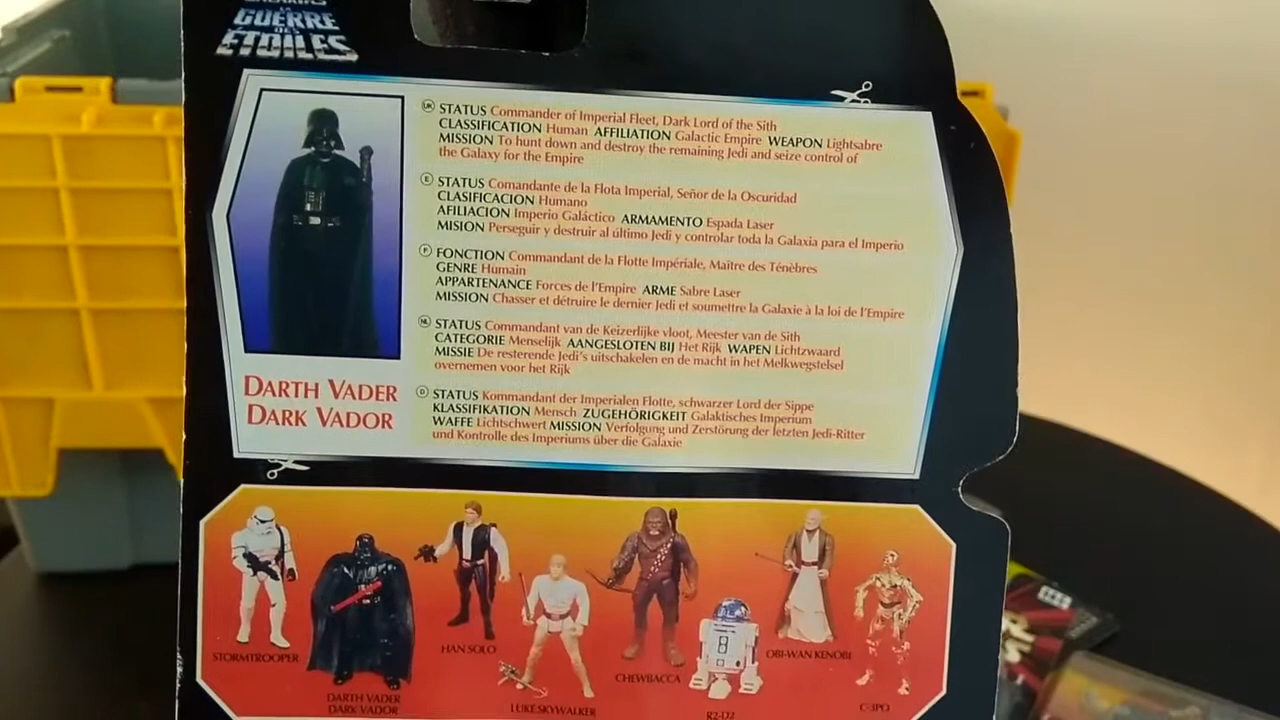 LA
GUERRE
DES
ÉTOILES
UK STATUS Commander of Imperial Fleet, Dark Lord of the Sith
CLASSIFICATION Human AFFILIATION Galactic Empire WEAPON Lightsabre
MISSION To hunt down and destroy the remaining Jedi and seize control of
the Galaxy for the Empire
E STATUS Comandante de la Flota Imperial, Señor de la Oscuridad
CLASIFICACION Humano
AFILIACION Imperio Galáctico ARMAMENTO Espada Laser
MISION Perseguir y destruir al último Jedi y controlar toda la Galaxia para el Imperio
F FONCTION Commandant de la Flotte Impériale, Maître des Ténèbres
GENRE Humain
APPARTENANCE Forces de l'Empire ARME Sabre Laser
MISSION Chasser et détruire le dernier Jedi et soumettre la Galaxie à la loi de l'Empire
NL STATUS Commandant van de Keizerlijke vloot, Meester van de Sith
CATEGORIE Menselijk AANGESLOTEN BIJ Het Rijk WAPEN Lichtzwaard
MISSIE De resterende Jedi's uitschakelen en de macht in het Melkwegstelsel
overnemen voor het Rijk
D STATUS Kommandant der Imperialen Flotte, schwarzer Lord der Sippe
KLASSIFIKATION Mensch ZUGEHÖRIGKEIT Galaktisches Imperium
WAFFE Lichtschwert MISSION Verfolgung und Zerstörung der letzten Jedi-Ritter
und Kontrolle des Imperiums über die Galaxie
DARTH VADER
DARK VADOR
STORMTROOPER
DARTH VADER
DARK VADOR
HAN SOLO
LUKE SKYWALKER
CHEWBACCA
R2-D2
OBI-WAN KENOBI
C-3PO